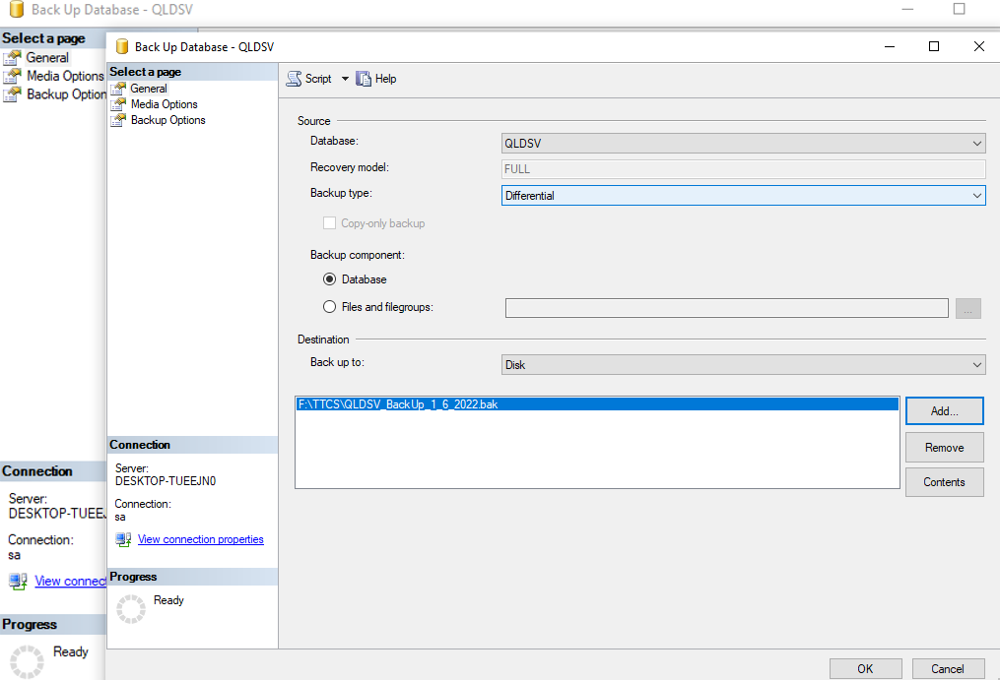 Back Up Database - QLDSV
Select a page
General
Media Options
Backup Option
Connection
Server:
DESKTOP-TUEEJ
Connection:
sa
View connect
Progress
Ready
Back Up Database - QLDSV
Select a page
General
Media Options
Backup Options
Script
Help
Source
Database:
QLDSV
Recovery model:
FULL
Backup type:
Differential
Copy-only backup
Backup component:
Database
Files and filegroups:
...
Destination
Back up to:
Disk
F:\TTCS\QLDSV_BackUp_1_6_2022.bak
Add...
Remove
Contents
Connection
Server:
DESKTOP-TUEEJN0
Connection:
sa
View connection properties
Progress
Ready
OK
Cancel